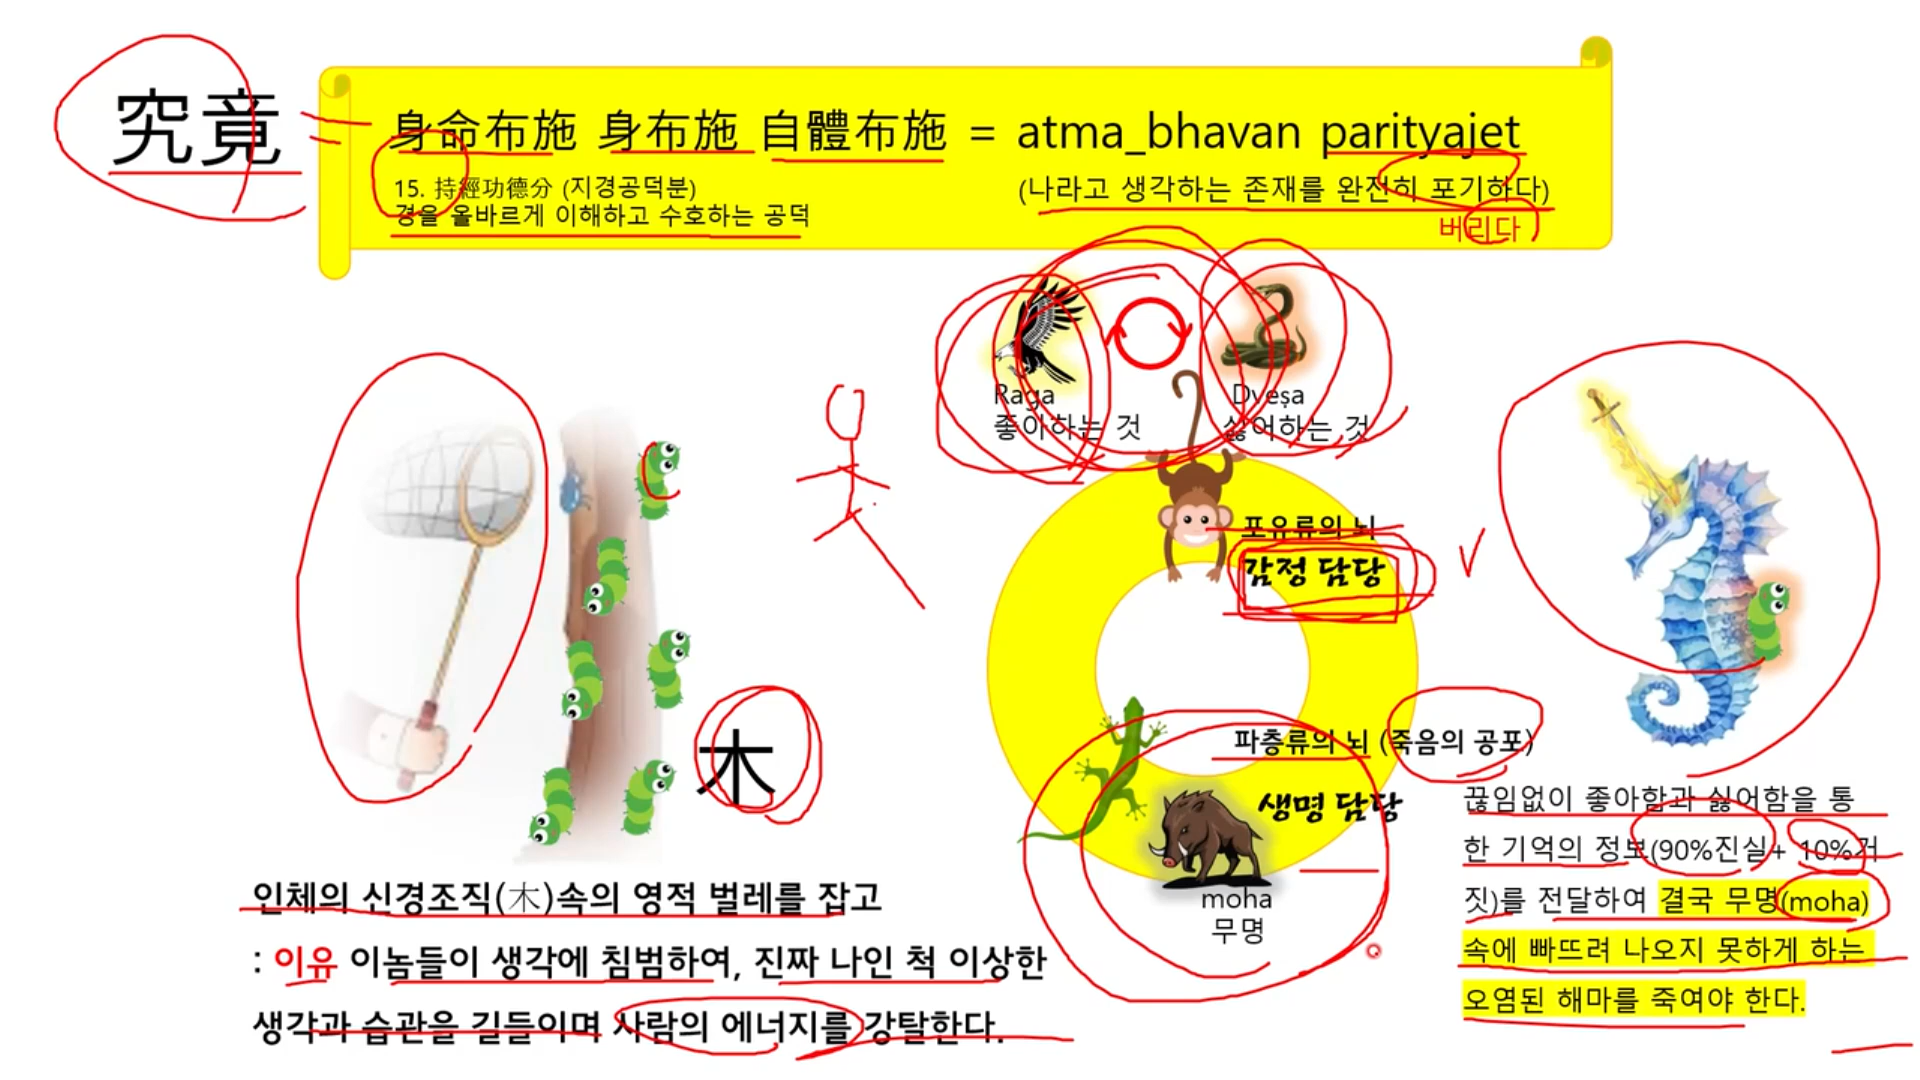 究竟
身命布施 身布施 自體布施 = atma_bhavan parityajet
15. 持經功德分 (지경공덕분)
경을 올바르게 이해하고 수호하는 공덕
(나라고 생각하는 존재를 완전히 포기하다)
버리다
Raga
좋아하는 것
Dveșa
싫어하는 것
포유류의 뇌
감정 담당
파층류의 뇌 (죽음의 공포)
생명 담당
moha
무명
木
인체의 신경조직(木)속의 영적 벌레를 잡고
: 이유 이놈들이 생각에 침범하여, 진짜 나인 척 이상한
생각과 습관을 길들이며 사람의 에너지를 강탈한다.
끊임없이 좋아함과 싫어함을 통
한 기억의 정보(90%진실+ 10%거
짓)를 전달하여 결국 무명(moha)
속에 빠뜨려 나오지 못하게 하는
오염된 해마를 죽여야 한다.